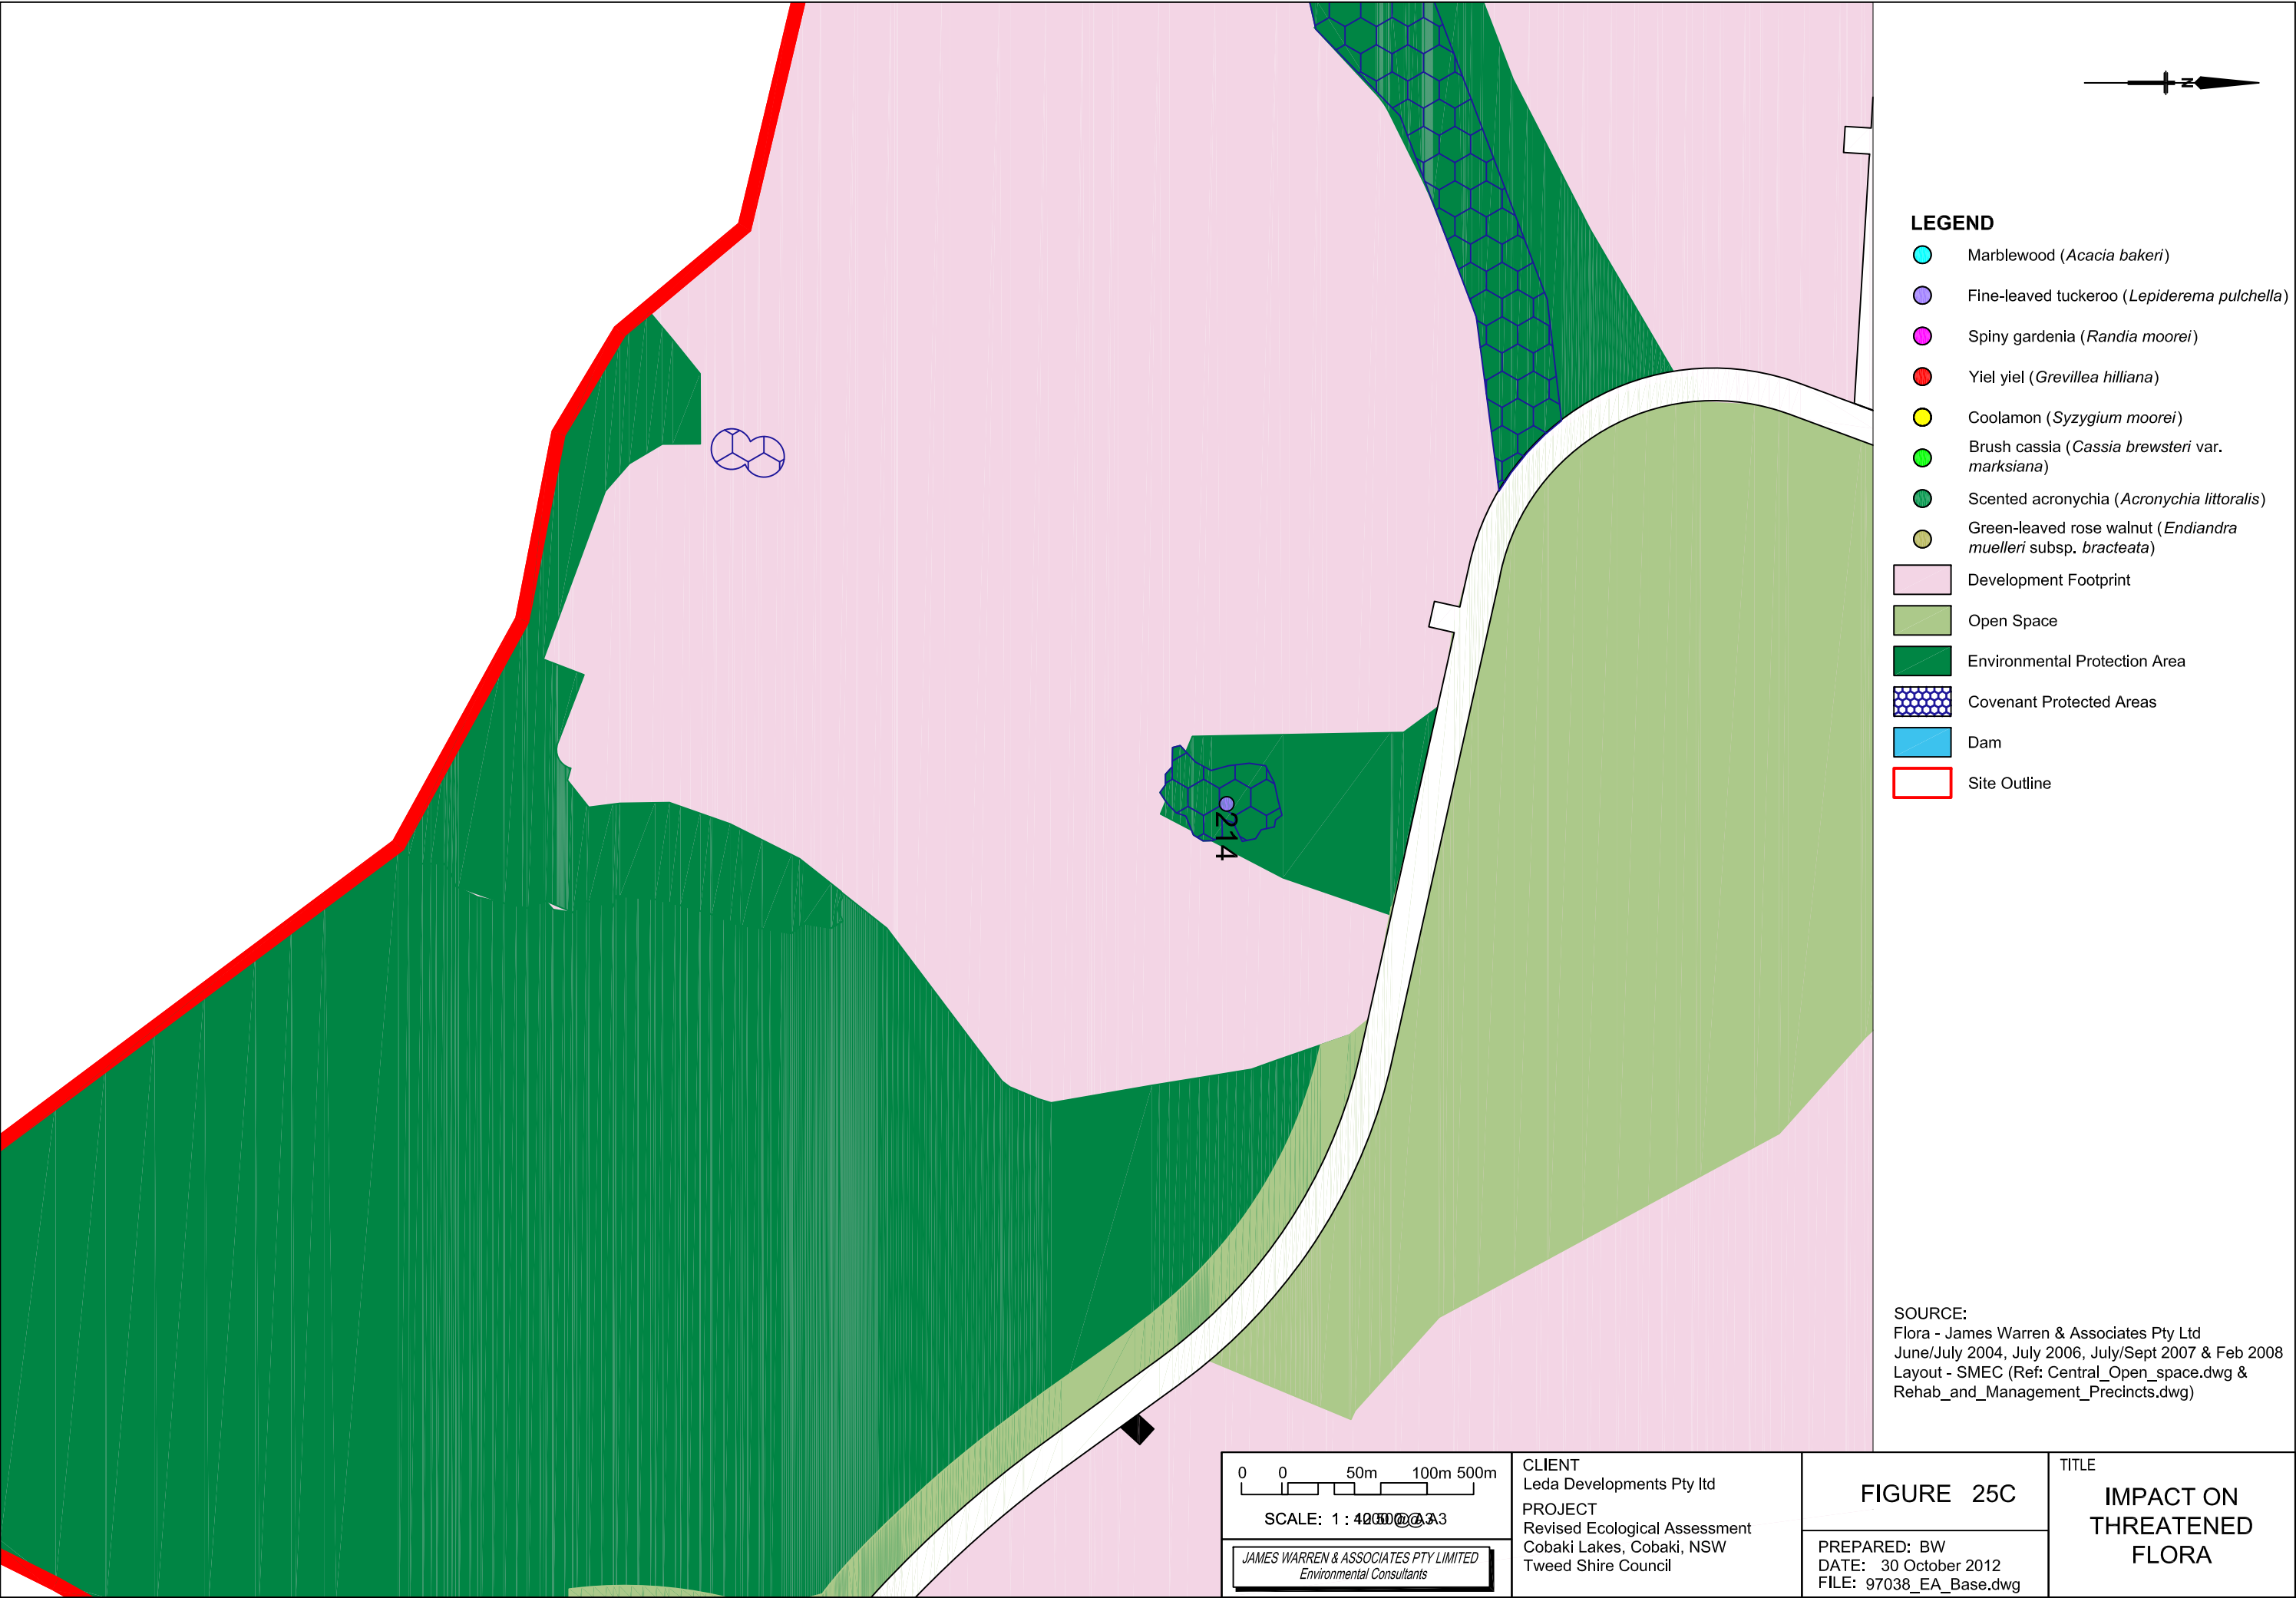 N
LEGEND
Marblewood (Acacia bakeri)
Fine-leaved tuckeroo (Lepiderema pulchella)
Spiny gardenia (Randia moorei)
Yiel yiel (Grevillea hilliana)
Coolamon (Syzygium moorei)
Brush cassia (Cassia brewsteri var.
marksiana)
Scented acronychia (Acronychia littoralis)
Green-leaved rose walnut (Endiandra
muelleri subsp. bracteata)
Development Footprint
Open Space
Environmental Protection Area
Covenant Protected Areas
Dam
Site Outline
214
SOURCE:
Flora - James Warren & Associates Pty Ltd
June/July 2004, July 2006, July/Sept 2007 & Feb 2008
Layout - SMEC (Ref: Central_Open_space.dwg &
Rehab_and_Management_Precincts.dwg)
0 0 50m 100m 500m
SCALE: 1 :
JAMES WARREN & ASSOCIATES PTY LIMITED
Environmental Consultants
CLIENT
Leda Developments Pty ltd
PROJECT
Revised Ecological Assessment
Cobaki Lakes, Cobaki, NSW
Tweed Shire Council
FIGURE 25C
PREPARED: BW
DATE: 30 October 2012
FILE: 97038_EA_Base.dwg
TITLE
IMPACT ON
THREATENED
FLORA